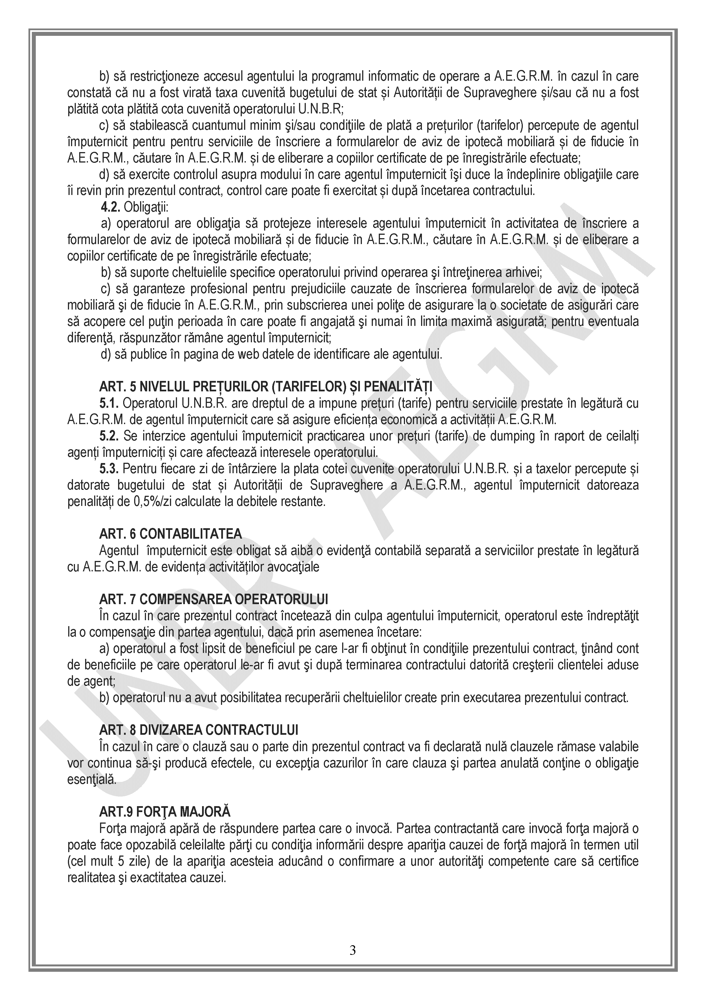 b) să restricţioneze accesul agentului la programul informatic de operare a A.E.G.R.M. în cazul în care
constată că nu a fost virată taxa cuvenită bugetului de stat și Autorității de Supraveghere și/sau că nu a fost
plătită cota plătită cota cuvenită operatorului U.N.B.R;
c) să stabilească cuantumul minim şi/sau condiţiile de plată a prețurilor (tarifelor) percepute de agentul
împuternicit pentru pentru serviciile de înscriere a formularelor de aviz de ipotecă mobiliară și de fiducie în
A.E.G.R.M., căutare în A.E.G.R.M. și de eliberare a copiilor certificate de pe înregistrările efectuate;
d) să exercite controlul asupra modului în care agentul împuternicit îşi duce la îndeplinire obligaţiile care
îi revin prin prezentul contract, control care poate fi exercitat și după încetarea contractului.
4.2. Obligaţii:
a) operatorul are obligaţia să protejeze interesele agentului împuternicit în activitatea de înscriere a
formularelor de aviz de ipotecă mobiliară și de fiducie în A.E.G.R.M., căutare în A.E.G.R.M. și de eliberare a
copiilor certificate de pe înregistrările efectuate;
b) să suporte cheltuielile specifice operatorului privind operarea şi întreţinerea arhivei;
c) să garanteze profesional pentru prejudiciile cauzate de înscrierea formularelor de aviz de ipotecă
mobiliară şi de fiducie în A.E.G.R.M., prin subscrierea unei poliţe de asigurare la o societate de asigurări care
să acopere cel puţin perioada în care poate fi angajată şi numai în limita maximă asigurată; pentru eventuala
diferenţă, răspunzător rămâne agentul împuternicit;
d) să publice în pagina de web datele de identificare ale agentului.
ART. 5 NIVELUL PREȚURILOR (TARIFELOR) ȘI PENALITĂȚI
5.1. Operatorul U.N.B.R. are dreptul de a impune prețuri (tarife) pentru serviciile prestate în legătură cu
A.E.G.R.M. de agentul împuternicit care să asigure eficiența economică a activității A.E.G.R.M.
5.2. Se interzice agentului împuternicit practicarea unor prețuri (tarife) de dumping în raport de ceilalți
agenți împuterniciți și care afectează interesele operatorului.
5.3. Pentru fiecare zi de întârziere la plata cotei cuvenite operatorului U.N.B.R. și a taxelor percepute și
datorate bugetului de stat și Autorității de Supraveghere a A.E.G.R.M., agentul împuternicit datoreaza
penalități de 0,5%/zi calculate la debitele restante.
ART. 6 CONTABILITATEA
Agentul  împuternicit este obligat să aibă o evidenţă contabilă separată a serviciilor prestate în legătură
cu A.E.G.R.M. de evidența activităților avocaţiale
ART. 7 COMPENSAREA OPERATORULUI
În cazul în care prezentul contract încetează din culpa agentului împuternicit, operatorul este îndreptăţit
la o compensaţie din partea agentului, dacă prin asemenea încetare:
a) operatorul a fost lipsit de beneficiul pe care l-ar fi obţinut în condiţiile prezentului contract, ţinând cont
de beneficiile pe care operatorul le-ar fi avut şi după terminarea contractului datorită creşterii clientelei aduse
de agent;
b) operatorul nu a avut posibilitatea recuperării cheltuielilor create prin executarea prezentului contract.
ART. 8 DIVIZAREA CONTRACTULUI
În cazul în care o clauză sau o parte din prezentul contract va fi declarată nulă clauzele rămase valabile
vor continua să-şi producă efectele, cu excepţia cazurilor în care clauza şi partea anulată conţine o obligaţie
esenţială.
ART.9 FORŢA MAJORĂ
Forţa majoră apără de răspundere partea care o invocă. Partea contractantă care invocă forţa majoră o
poate face opozabilă celeilalte părţi cu condiţia informării despre apariţia cauzei de forţă majoră în termen util
(cel mult 5 zile) de la apariţia acesteia aducând o confirmare a unor autorităţi competente care să certifice
realitatea şi exactitatea cauzei.
3
UNBR- AEGRM